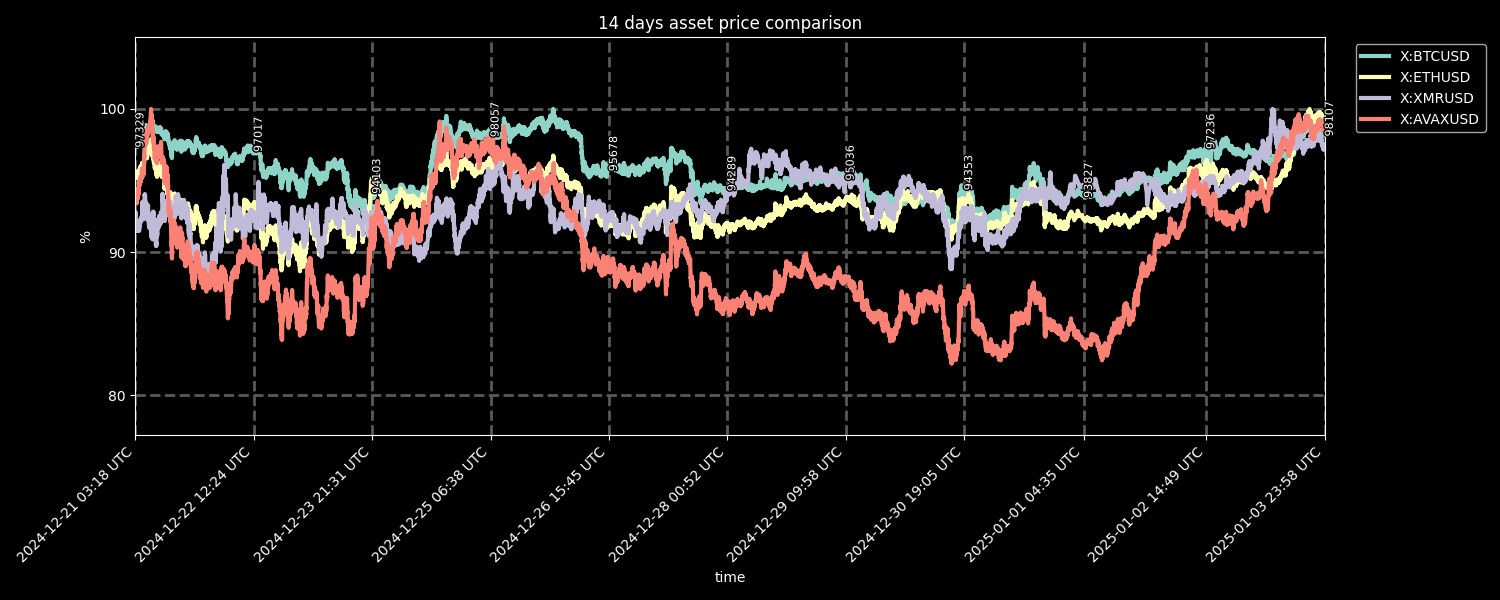 14 days asset price comparison
X:BTCUSD
X:ETHUSD
X:XMRUSD
X:AVAXUSD
100
90
80
%
97329
97017
94103
98057
95678
94289
95036
94353
93827
97236
98107
2024-12-21 03:18 UTC
2024-12-22 12:24 UTC
2024-12-23 21:31 UTC
2024-12-25 06:38 UTC
2024-12-26 15:45 UTC
2024-12-28 00:52 UTC
2024-12-29 09:58 UTC
2024-12-30 19:05 UTC
2025-01-01 04:35 UTC
2025-01-02 14:49 UTC
2025-01-03 23:58 UTC
time